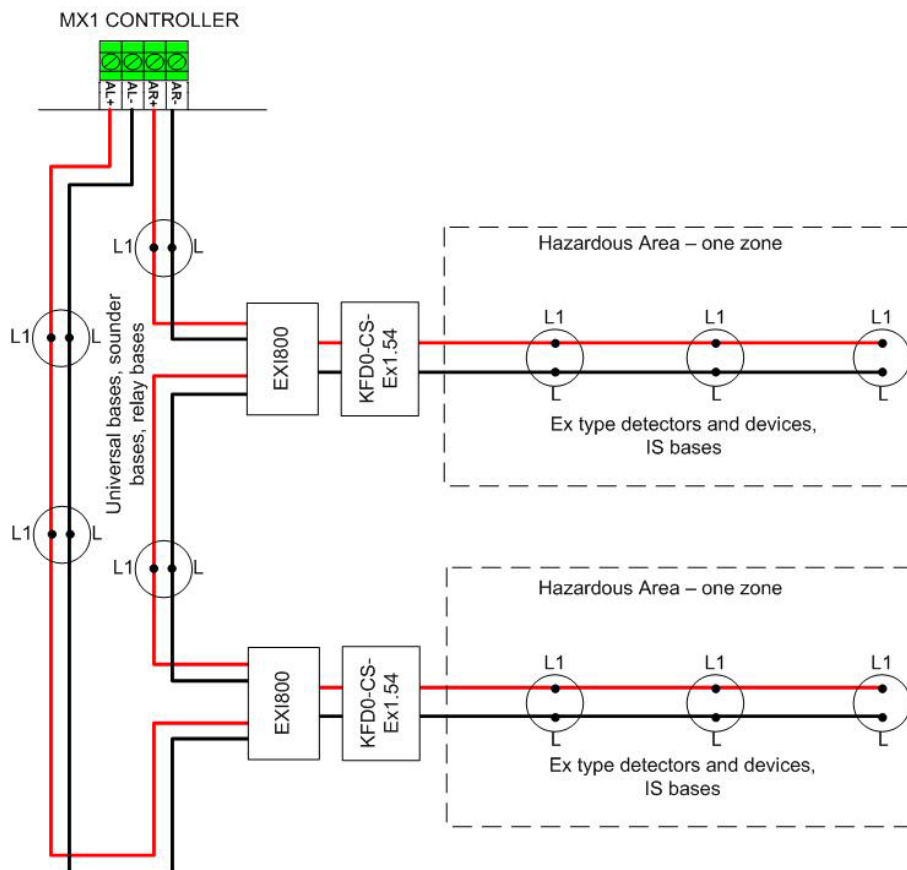 MX1 CONTROLLER
AL+
AL-
AR+
AR-
L1
L
L1
L
Universal bases, sounder
bases, relay bases
EXI800
KFD0-CS-
Ex1.54
Hazardous Area – one zone
L1
L1
L1
L
L
L
Ex type detectors and devices,
IS bases
L1
L
L1
L
EXI800
KFD0-CS-
Ex1.54
Hazardous Area – one zone
L1
L1
L1
L
L
L
Ex type detectors and devices,
IS bases